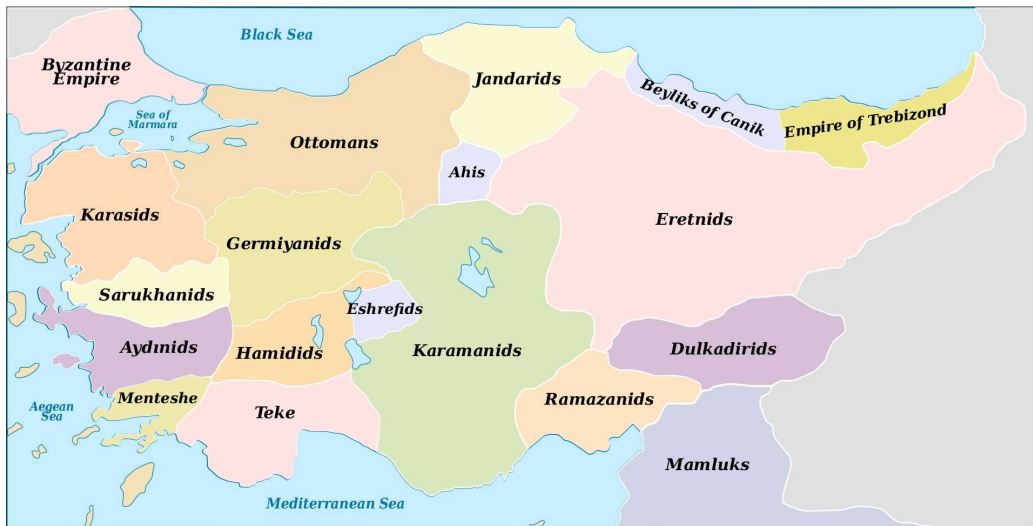 Black Sea
Byzantine
Empire
Jandarids
Beyliks of Canik
Empire of Trebizond
Sea of
Marmara
Ottomans
Ahis
Karasids
Germiyanids
Eretnids
Sarukhanids
Eshrefids
Aydınids
Hamidids
Karamanids
Dulkadirids
Menteshe
Ramazanids
Aegean
Sea
Teke
Mamluks
Mediterranean Sea